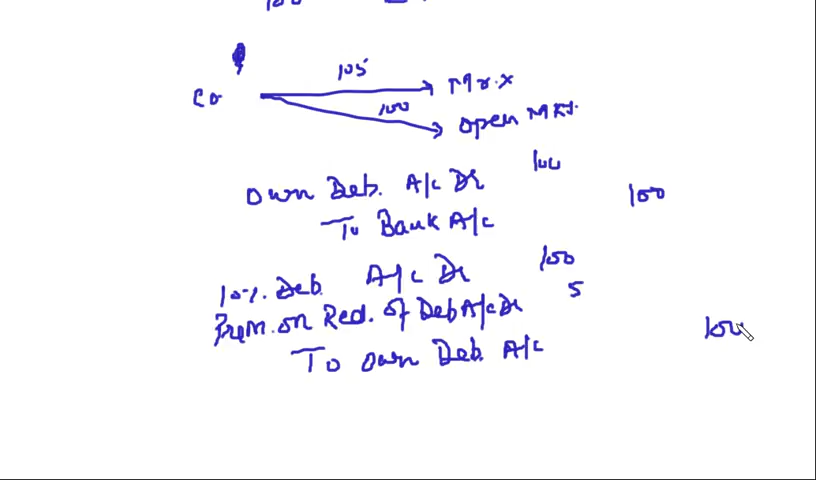 105
Co Mr. X
100
Open Mkt.
Own Deb. A/c Dr 100
To Bank A/c 100
10% Deb. A/c Dr 100
Prem. on Red. of Deb A/c Dr 5
To Own Deb. A/c 100